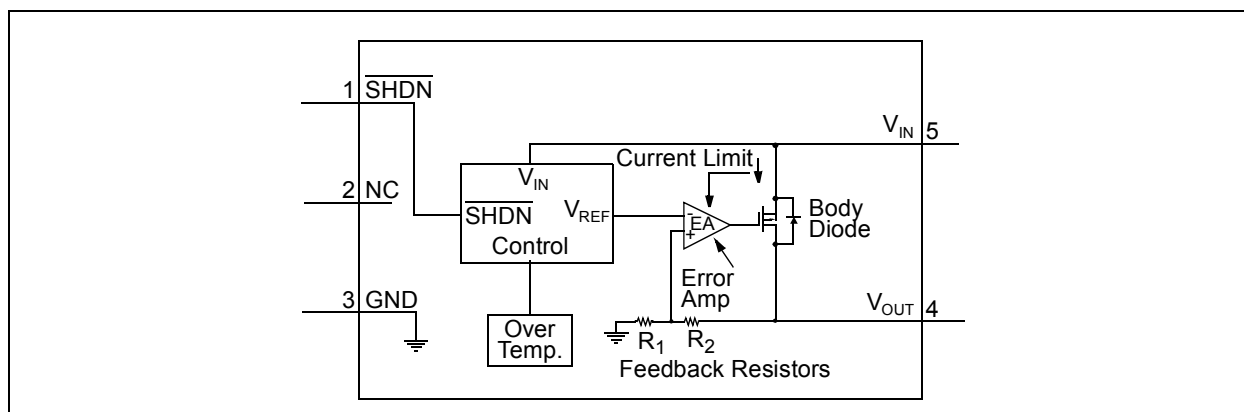 1 SHDN
2 NC
3 GND
V_IN
SHDN
V_REF
Control
Over
Temp.
Current Limit
-
EA
+
Error
Amp
Body
Diode
R_1
R_2
Feedback Resistors
V_IN 5
V_OUT 4